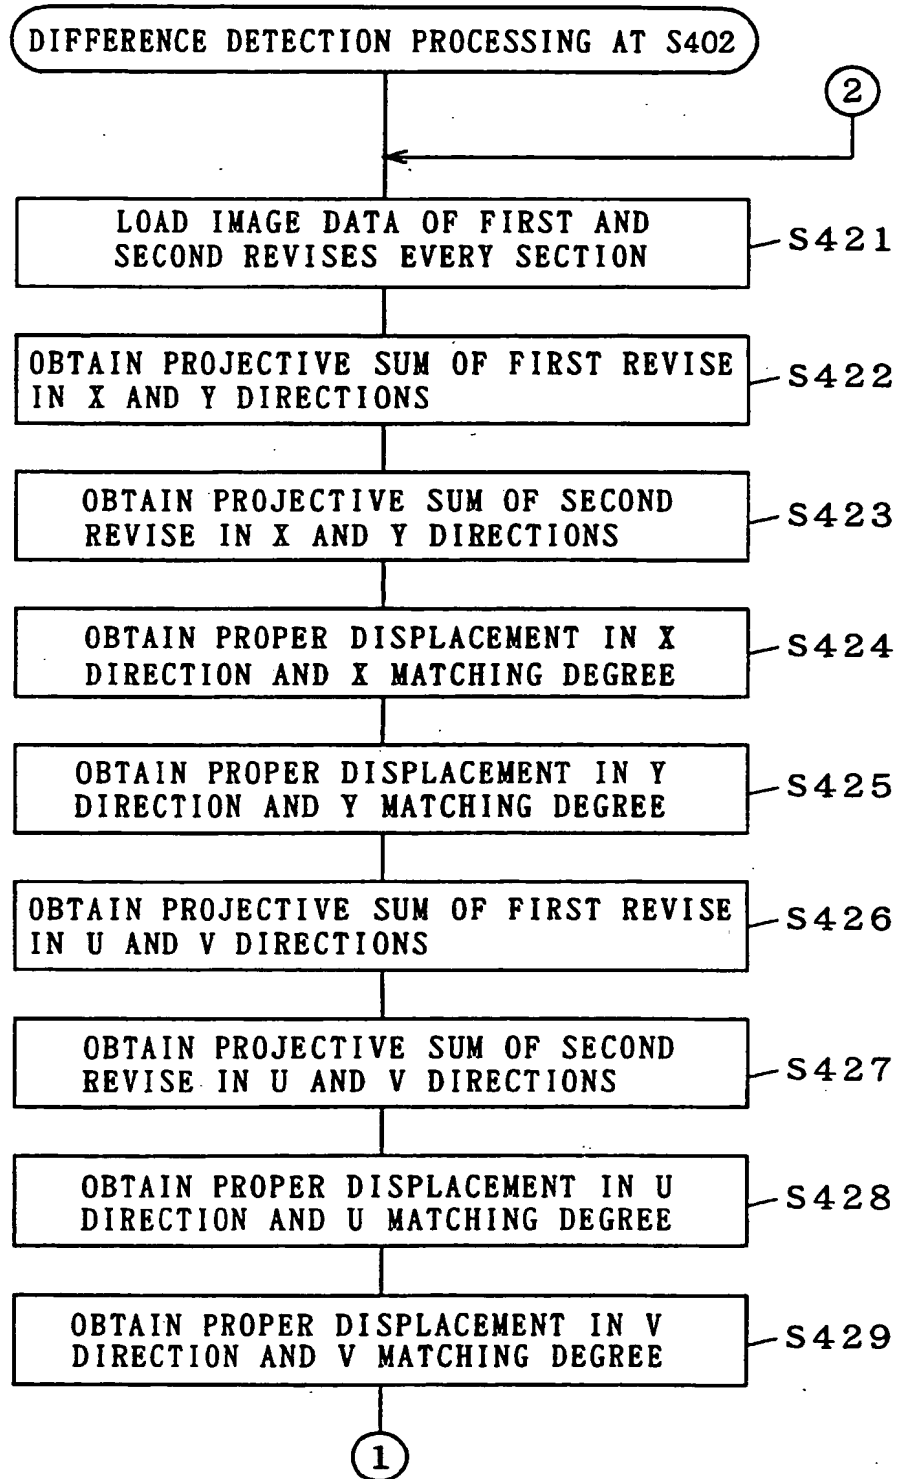 DIFFERENCE DETECTION PROCESSING AT S402
2
LOAD IMAGE DATA OF FIRST AND
SECOND REVISES EVERY SECTION
S421
OBTAIN PROJECTIVE SUM OF FIRST REVISE
IN X AND Y DIRECTIONS
S422
OBTAIN PROJECTIVE SUM OF SECOND
REVISE IN X AND Y DIRECTIONS
S423
OBTAIN PROPER DISPLACEMENT IN X
DIRECTION AND X MATCHING DEGREE
S424
OBTAIN PROPER DISPLACEMENT IN Y
DIRECTION AND Y MATCHING DEGREE
S425
OBTAIN PROJECTIVE SUM OF FIRST REVISE
IN U AND V DIRECTIONS
S426
OBTAIN PROJECTIVE SUM OF SECOND
REVISE IN U AND V DIRECTIONS
S427
OBTAIN PROPER DISPLACEMENT IN U
DIRECTION AND U MATCHING DEGREE
S428
OBTAIN PROPER DISPLACEMENT IN V
DIRECTION AND V MATCHING DEGREE
S429
1